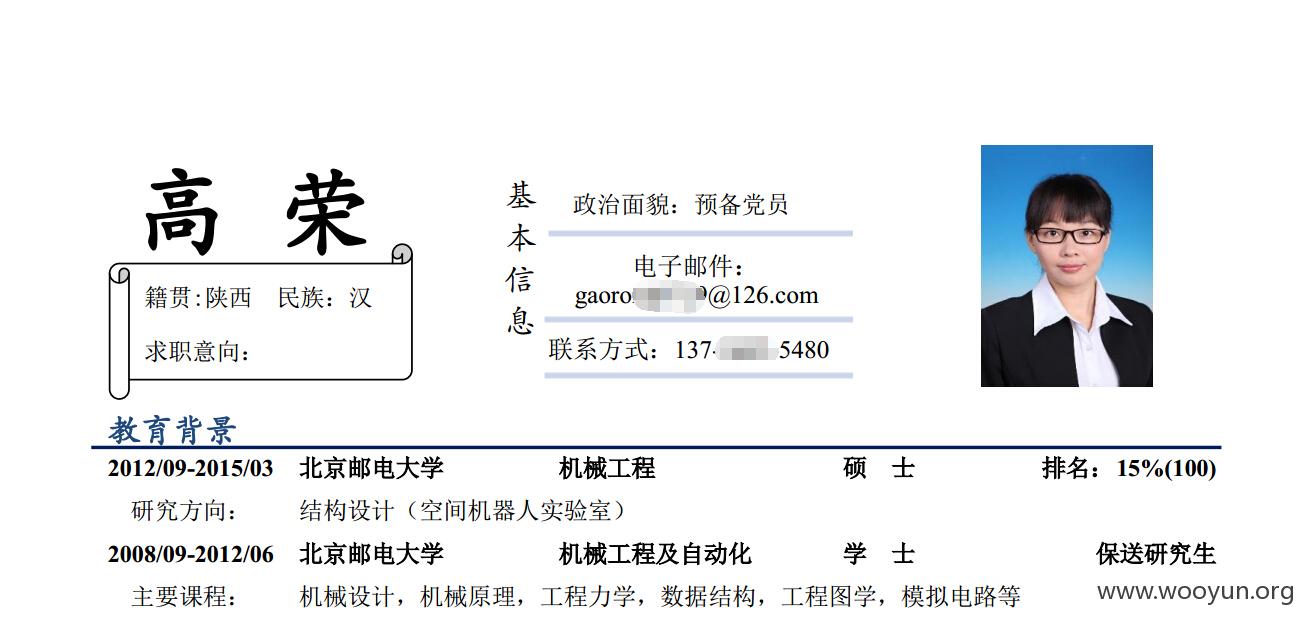 高 荣
籍贯:陕西 民族：汉
求职意向：
基本信息
政治面貌：预备党员
电子邮件：
gaoro 9@126.com
联系方式：137- 5480
教育背景
2012/09-2015/03 北京邮电大学 机械工程 硕 士 排名：15%(100)
研究方向： 结构设计（空间机器人实验室）
2008/09-2012/06 北京邮电大学 机械工程及自动化 学 士 保送研究生
主要课程： 机械设计，机械原理，工程力学，数据结构，工程图学，模拟电路等
www.wooyun.org